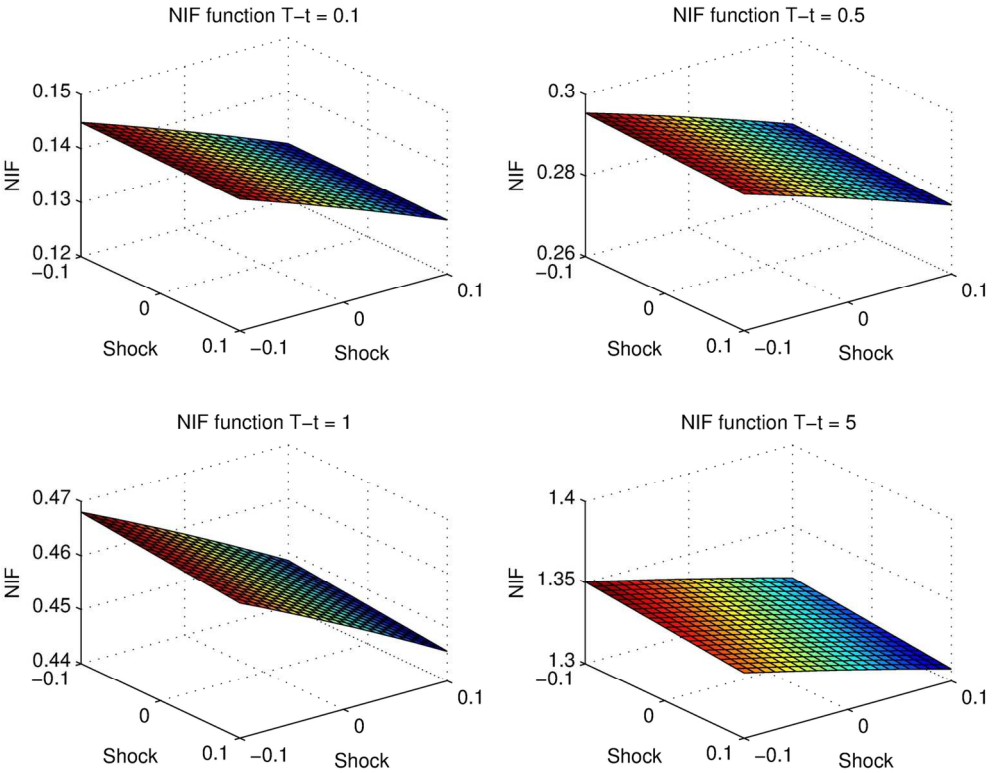 NIF function T−t = 0.1
0.15
0.14
0.13
0.12
NIF
−0.1
0
0.1
Shock
−0.1
0
0.1
Shock
NIF function T−t = 0.5
0.3
0.28
0.26
NIF
−0.1
0
0.1
Shock
−0.1
0
0.1
Shock
NIF function T−t = 1
0.47
0.46
0.45
0.44
NIF
−0.1
0
0.1
Shock
−0.1
0
0.1
Shock
NIF function T−t = 5
1.4
1.35
1.3
NIF
−0.1
0
0.1
Shock
−0.1
0
0.1
Shock